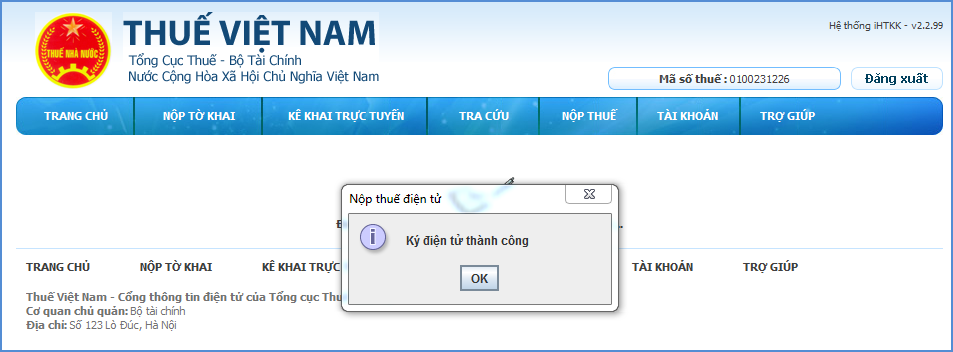 THUẾ NHÀ NƯỚC
THUẾ VIỆT NAM
Tổng Cục Thuế - Bộ Tài Chính
Nước Cộng Hòa Xã Hội Chủ Nghĩa Việt Nam
Hệ thống iHTKK - v2.2.99
Mã số thuế : 0100231226
Đăng xuất
TRANG CHỦ NỘP TỜ KHAI KÊ KHAI TRỰC TUYẾN TRA CỨU NỘP THUẾ TÀI KHOẢN TRỢ GIÚP
Nộp thuế điện tử
Ký điện tử thành công
OK
TRANG CHỦ NỘP TỜ KHAI KÊ KHAI TRỰC TÀI KHOẢN TRỢ GIÚP
Thuế Việt Nam - Cổng thông tin điện tử của Tổng cục Thu
Cơ quan chủ quản: Bộ tài chính
Địa chỉ: Số 123 Lò Đúc, Hà Nội